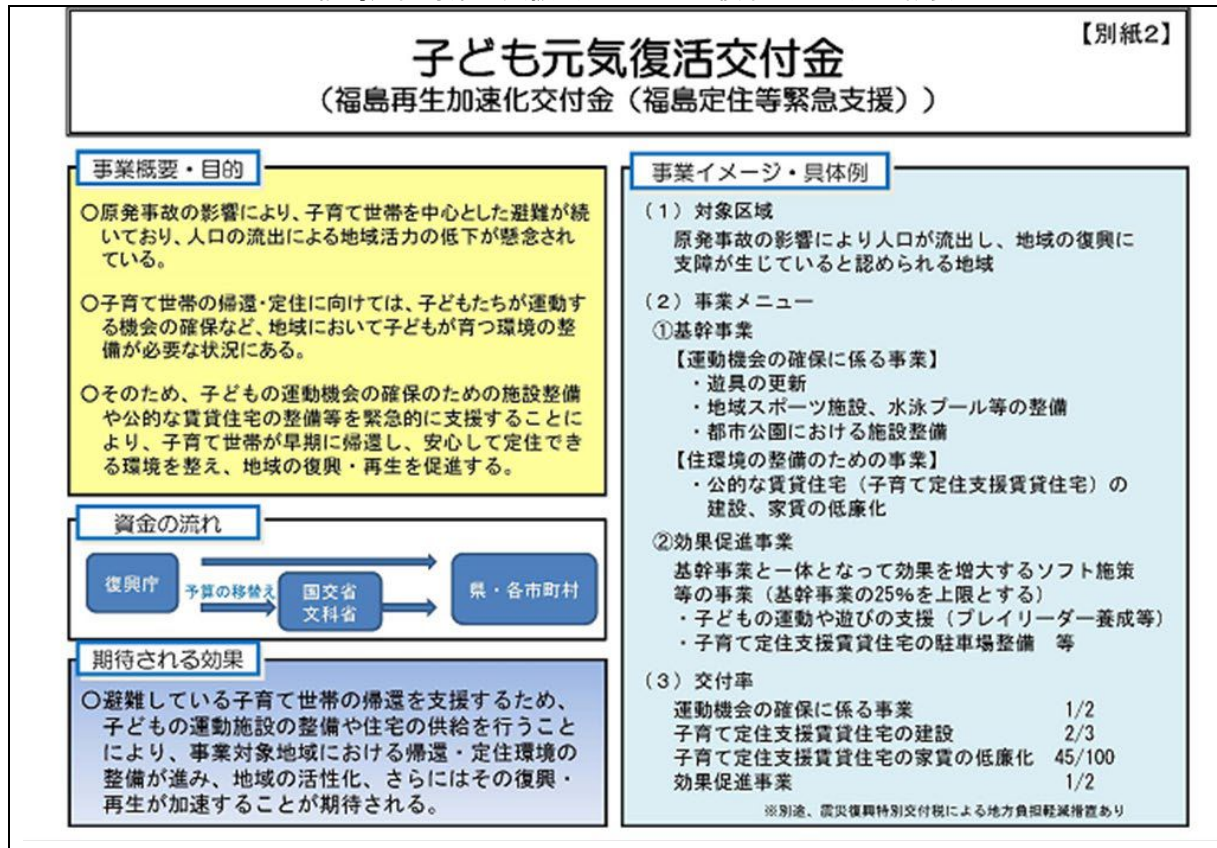 【別紙2】
子ども元気復活交付金
（福島再生加速化交付金（福島定住等緊急支援））
事業概要・目的
○原発事故の影響により、子育て世帯を中心とした避難が続
いており、人口の流出による地域活力の低下が懸念され
ている。
○子育て世帯の帰還・定住に向けては、子どもたちが運動す
る機会の確保など、地域において子どもが育つ環境の整
備が必要な状況にある。
○そのため、子どもの運動機会の確保のための施設整備
や公的な賃貸住宅の整備等を緊急的に支援することに
より、子育て世帯が早期に帰還し、安心して定住でき
る環境を整え、地域の復興・再生を促進する。
資金の流れ
復興庁
予算の移替え
国交省
文科省
県・各市町村
期待される効果
○避難している子育て世帯の帰還を支援するため、
子どもの運動施設の整備や住宅の供給を行うこと
により、事業対象地域における帰還・定住環境の
整備が進み、地域の活性化、さらにはその復興・
再生が加速することが期待される。
事業イメージ・具体例
（1）対象区域
原発事故の影響により人口が流出し、地域の復興に
支障が生じていると認められる地域
（2）事業メニュー
①基幹事業
【運動機会の確保に係る事業】
・遊具の更新
・地域スポーツ施設、水泳プール等の整備
・都市公園における施設整備
【住環境の整備のための事業】
・公的な賃貸住宅（子育て定住支援賃貸住宅）の
建設、家賃の低廉化
②効果促進事業
基幹事業と一体となって効果を増大するソフト施策
等の事業（基幹事業の25％を上限とする）
・子どもの運動や遊びの支援（プレイリーダー養成等）
・子育て定住支援賃貸住宅の駐車場整備 等
（3）交付率
運動機会の確保に係る事業 1/2
子育て定住支援賃貸住宅の建設 2/3
子育て定住支援賃貸住宅の家賃の低廉化 45/100
効果促進事業 1/2
※別途、震災復興特別交付税による地方負担軽減措置あり